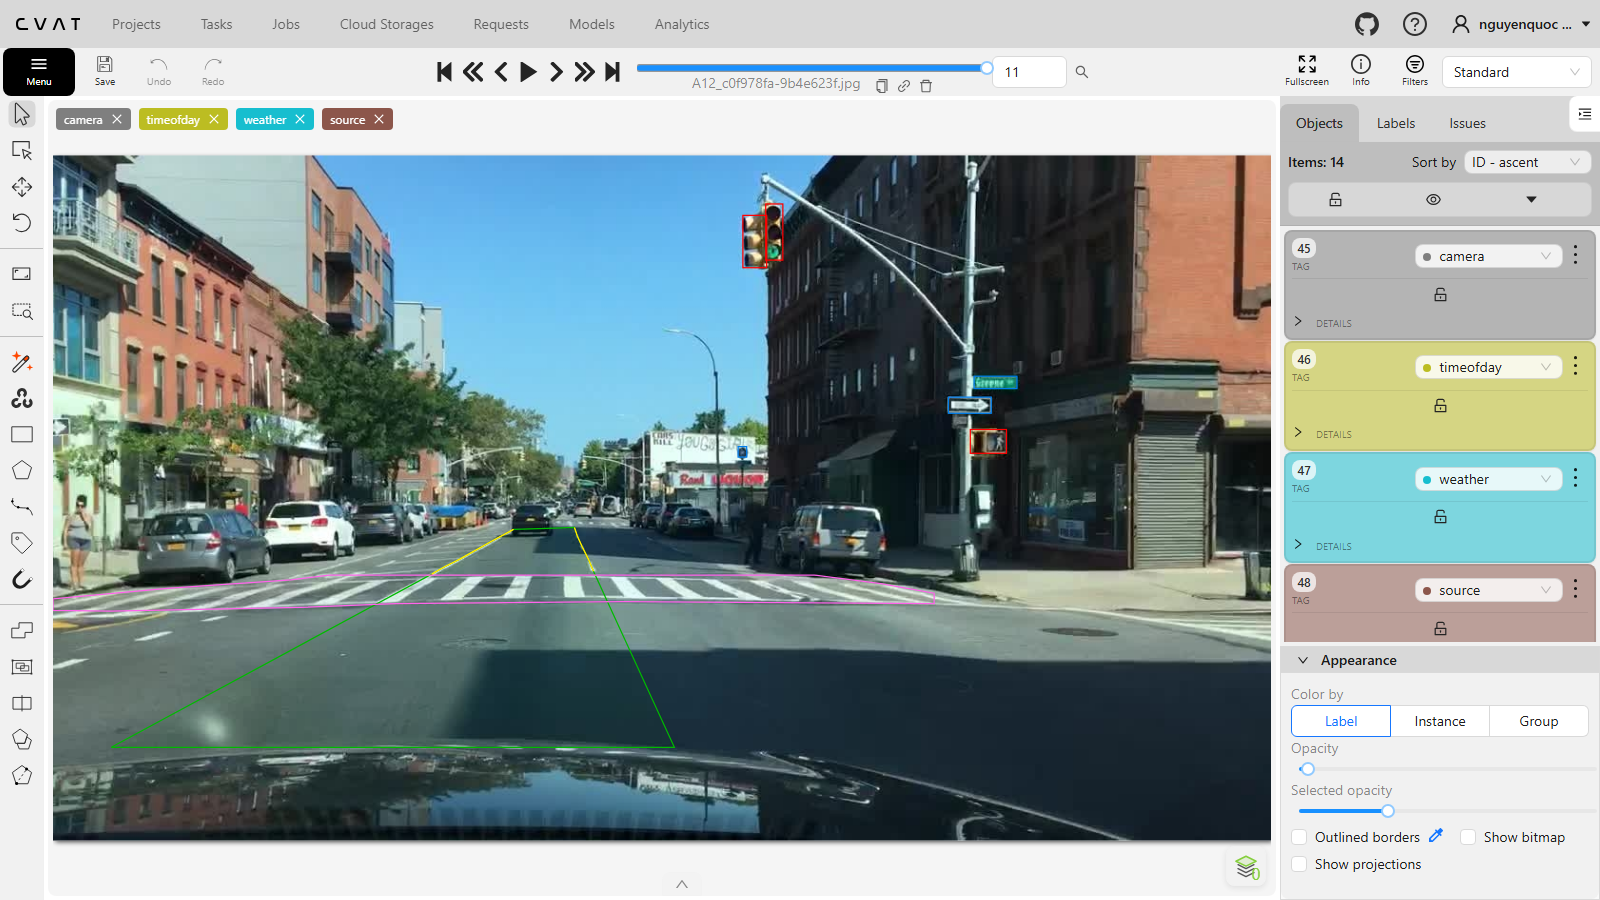 CVAT
Projects
Tasks
Jobs
Cloud Storages
Requests
Models
Analytics
nguyenquoc ...
Menu
Save
Undo
Redo
A12_c0f978fa-9b4e623f.jpg
11
Fullscreen
Info
Filters
Standard
camera
timeofday
weather
source
Greene
YouGoSTAY
LIQUOR
Objects
Labels
Issues
Items: 14
Sort by
ID - ascent
45
TAG
camera
DETAILS
46
TAG
timeofday
DETAILS
47
TAG
weather
DETAILS
48
TAG
source
Appearance
Color by
Label
Instance
Group
Opacity
Selected opacity
Outlined borders
Show bitmap
Show projections
0